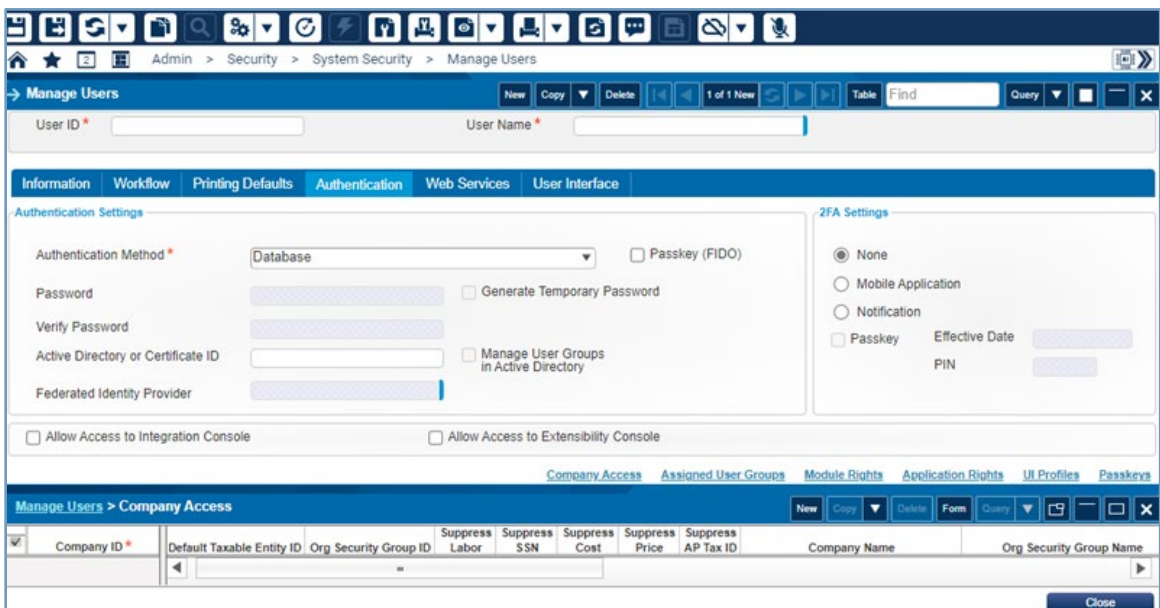 2
Admin > Security > System Security > Manage Users
Manage Users New Copy Delete 1 of 1 New Table Find Query
User ID * User Name *
Information Workflow Printing Defaults Authentication Web Services User Interface
Authentication Settings
Authentication Method * Database Passkey (FIDO)
Password Generate Temporary Password
Verify Password
Active Directory or Certificate ID Manage User Groups
in Active Directory
Federated Identity Provider
2FA Settings
None
Mobile Application
Notification
Passkey Effective Date
PIN
Allow Access to Integration Console Allow Access to Extensibility Console
Company Access Assigned User Groups Module Rights Application Rights UI Profiles Passkeys
Manage Users > Company Access New Copy Delete Form Query
Company ID * Default Taxable Entity ID Org Security Group ID Suppress Labor Suppress SSN Suppress Cost Suppress Price Suppress AP Tax ID Company Name Org Security Group Name
Close